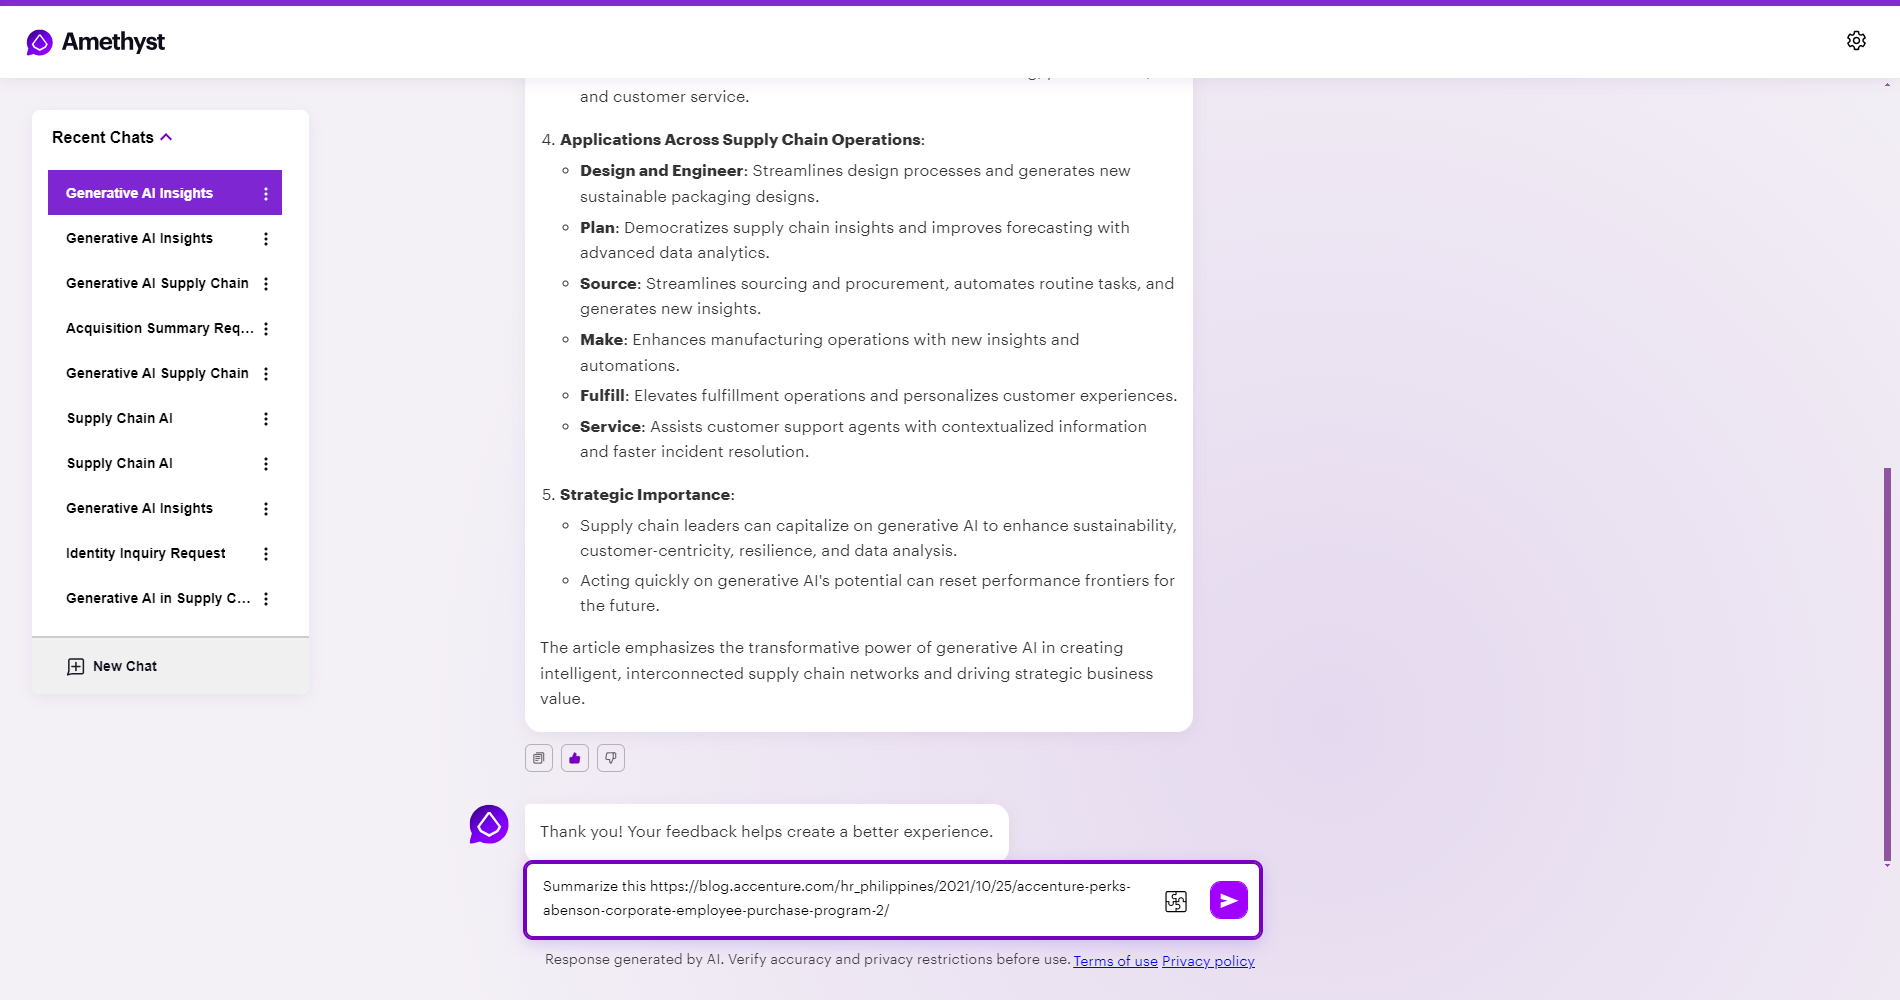 Amethyst
Recent Chats
Generative AI Insights
Generative AI Insights
Generative AI Supply Chain
Acquisition Summary Req...
Generative AI Supply Chain
Supply Chain AI
Supply Chain AI
Generative AI Insights
Identity Inquiry Request
Generative AI in Supply C...
New Chat
and customer service.
4. Applications Across Supply Chain Operations:
Design and Engineer: Streamlines design processes and generates new
sustainable packaging designs.
Plan: Democratizes supply chain insights and improves forecasting with
advanced data analytics.
Source: Streamlines sourcing and procurement, automates routine tasks, and
generates new insights.
Make: Enhances manufacturing operations with new insights and
automations.
Fulfill: Elevates fulfillment operations and personalizes customer experiences.
Service: Assists customer support agents with contextualized information
and faster incident resolution.
5. Strategic Importance:
Supply chain leaders can capitalize on generative AI to enhance sustainability,
customer-centricity, resilience, and data analysis.
Acting quickly on generative AI's potential can reset performance frontiers for
the future.
The article emphasizes the transformative power of generative AI in creating
intelligent, interconnected supply chain networks and driving strategic business
value.
Thank you! Your feedback helps create a better experience.
Summarize this https://blog.accenture.com/hr_philippines/2021/10/25/accenture-perks-
abenson-corporate-employee-purchase-program-2/
Response generated by AI. Verify accuracy and privacy restrictions before use. Terms of use Privacy policy